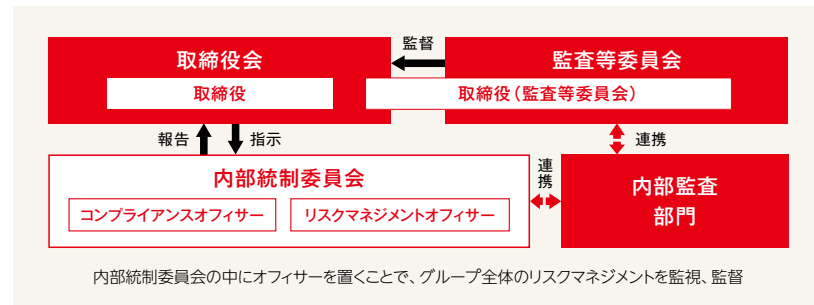 取締役会
取締役
監督
監査等委員会
取締役（監査等委員会）
報告
指示
連携
内部統制委員会
コンプライアンスオフィサー
リスクマネジメントオフィサー
連携
内部監査
部門
内部統制委員会の中にオフィサーを置くことで、グループ全体のリスクマネジメントを監視、監督